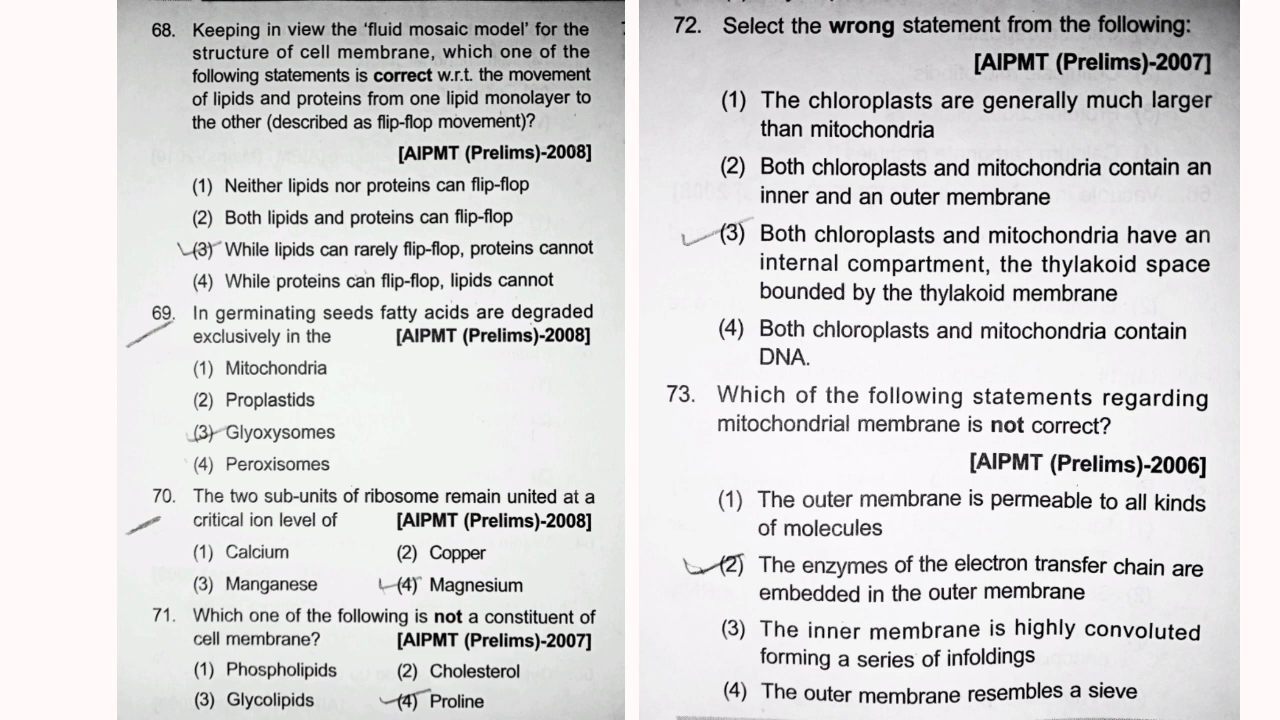 68. Keeping in view the 'fluid mosaic model' for the
structure of cell membrane, which one of the
following statements is correct w.r.t. the movement
of lipids and proteins from one lipid monolayer to
the other (described as flip-flop movement)?
[AIPMT (Prelims)-2008]
(1) Neither lipids nor proteins can flip-flop
(2) Both lipids and proteins can flip-flop
(3) While lipids can rarely flip-flop, proteins cannot
(4) While proteins can flip-flop, lipids cannot
69. In germinating seeds fatty acids are degraded
exclusively in the [AIPMT (Prelims)-2008]
(1) Mitochondria
(2) Proplastids
(3) Glyoxysomes
(4) Peroxisomes
70. The two sub-units of ribosome remain united at a
critical ion level of [AIPMT (Prelims)-2008]
(1) Calcium (2) Copper
(3) Manganese (4) Magnesium
71. Which one of the following is not a constituent of
cell membrane? [AIPMT (Prelims)-2007]
(1) Phospholipids (2) Cholesterol
(3) Glycolipids (4) Proline
72. Select the wrong statement from the following:
[AIPMT (Prelims)-2007]
(1) The chloroplasts are generally much larger
than mitochondria
(2) Both chloroplasts and mitochondria contain an
inner and an outer membrane
(3) Both chloroplasts and mitochondria have an
internal compartment, the thylakoid space
bounded by the thylakoid membrane
(4) Both chloroplasts and mitochondria contain
DNA.
73. Which of the following statements regarding
mitochondrial membrane is not correct?
[AIPMT (Prelims)-2006]
(1) The outer membrane is permeable to all kinds
of molecules
(2) The enzymes of the electron transfer chain are
embedded in the outer membrane
(3) The inner membrane is highly convoluted
forming a series of infoldings
(4) The outer membrane resembles a sieve